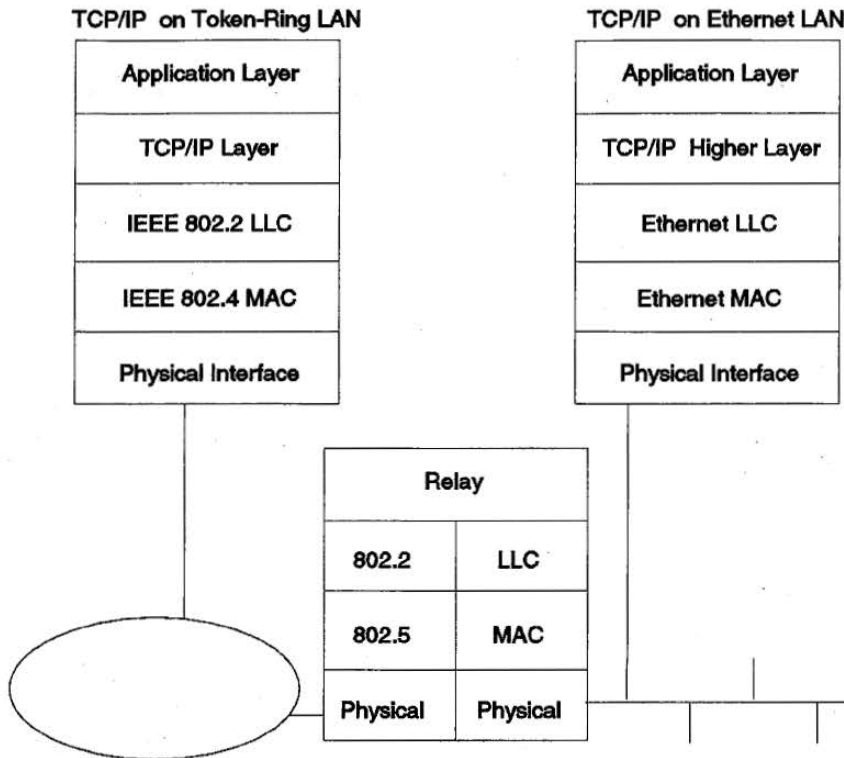 TCP/IP on Token-Ring LAN
Application Layer
TCP/IP Layer
IEEE 802.2 LLC
IEEE 802.4 MAC
Physical Interface
TCP/IP on Ethernet LAN
Application Layer
TCP/IP Higher Layer
Ethernet LLC
Ethernet MAC
Physical Interface
Relay
802.2 LLC
802.5 MAC
Physical Physical